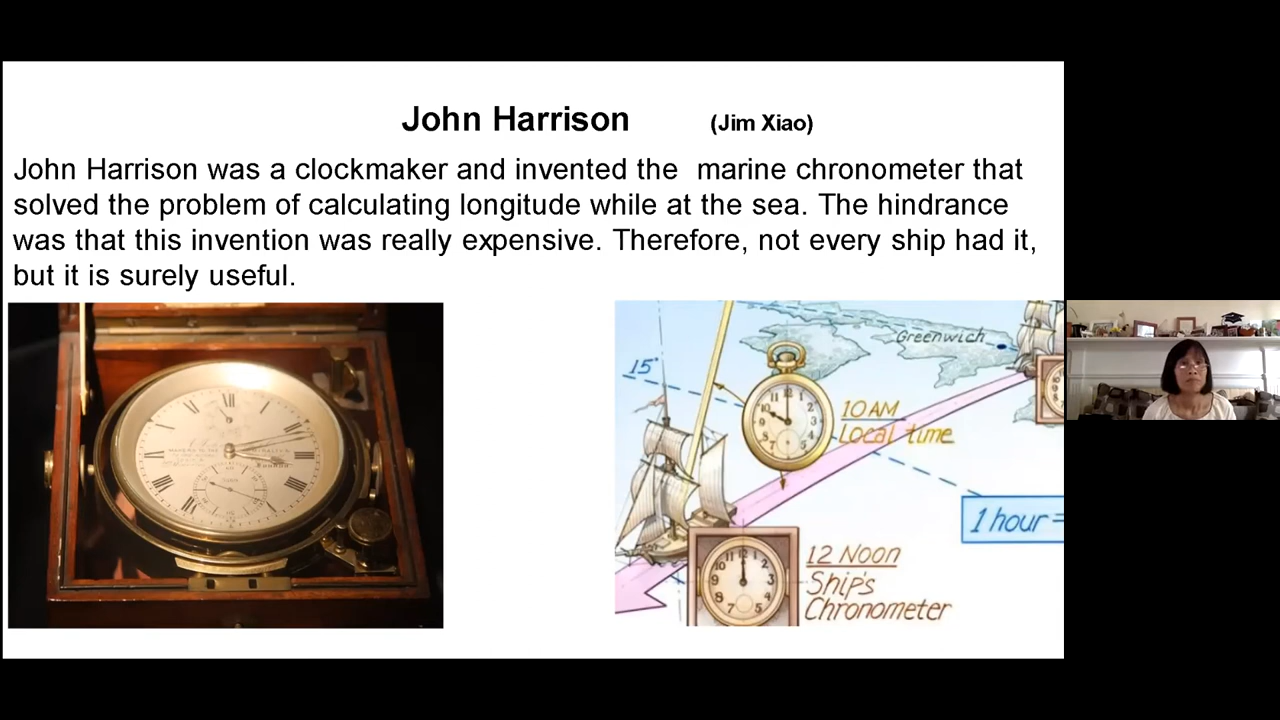 John Harrison (Jim Xiao)
John Harrison was a clockmaker and invented the marine chronometer that
solved the problem of calculating longitude while at the sea. The hindrance
was that this invention was really expensive. Therefore, not every ship had it,
but it is surely useful.
Greenwich
15°
10 AM
Local time
1 hour =
12 Noon
Ship's
Chronometer